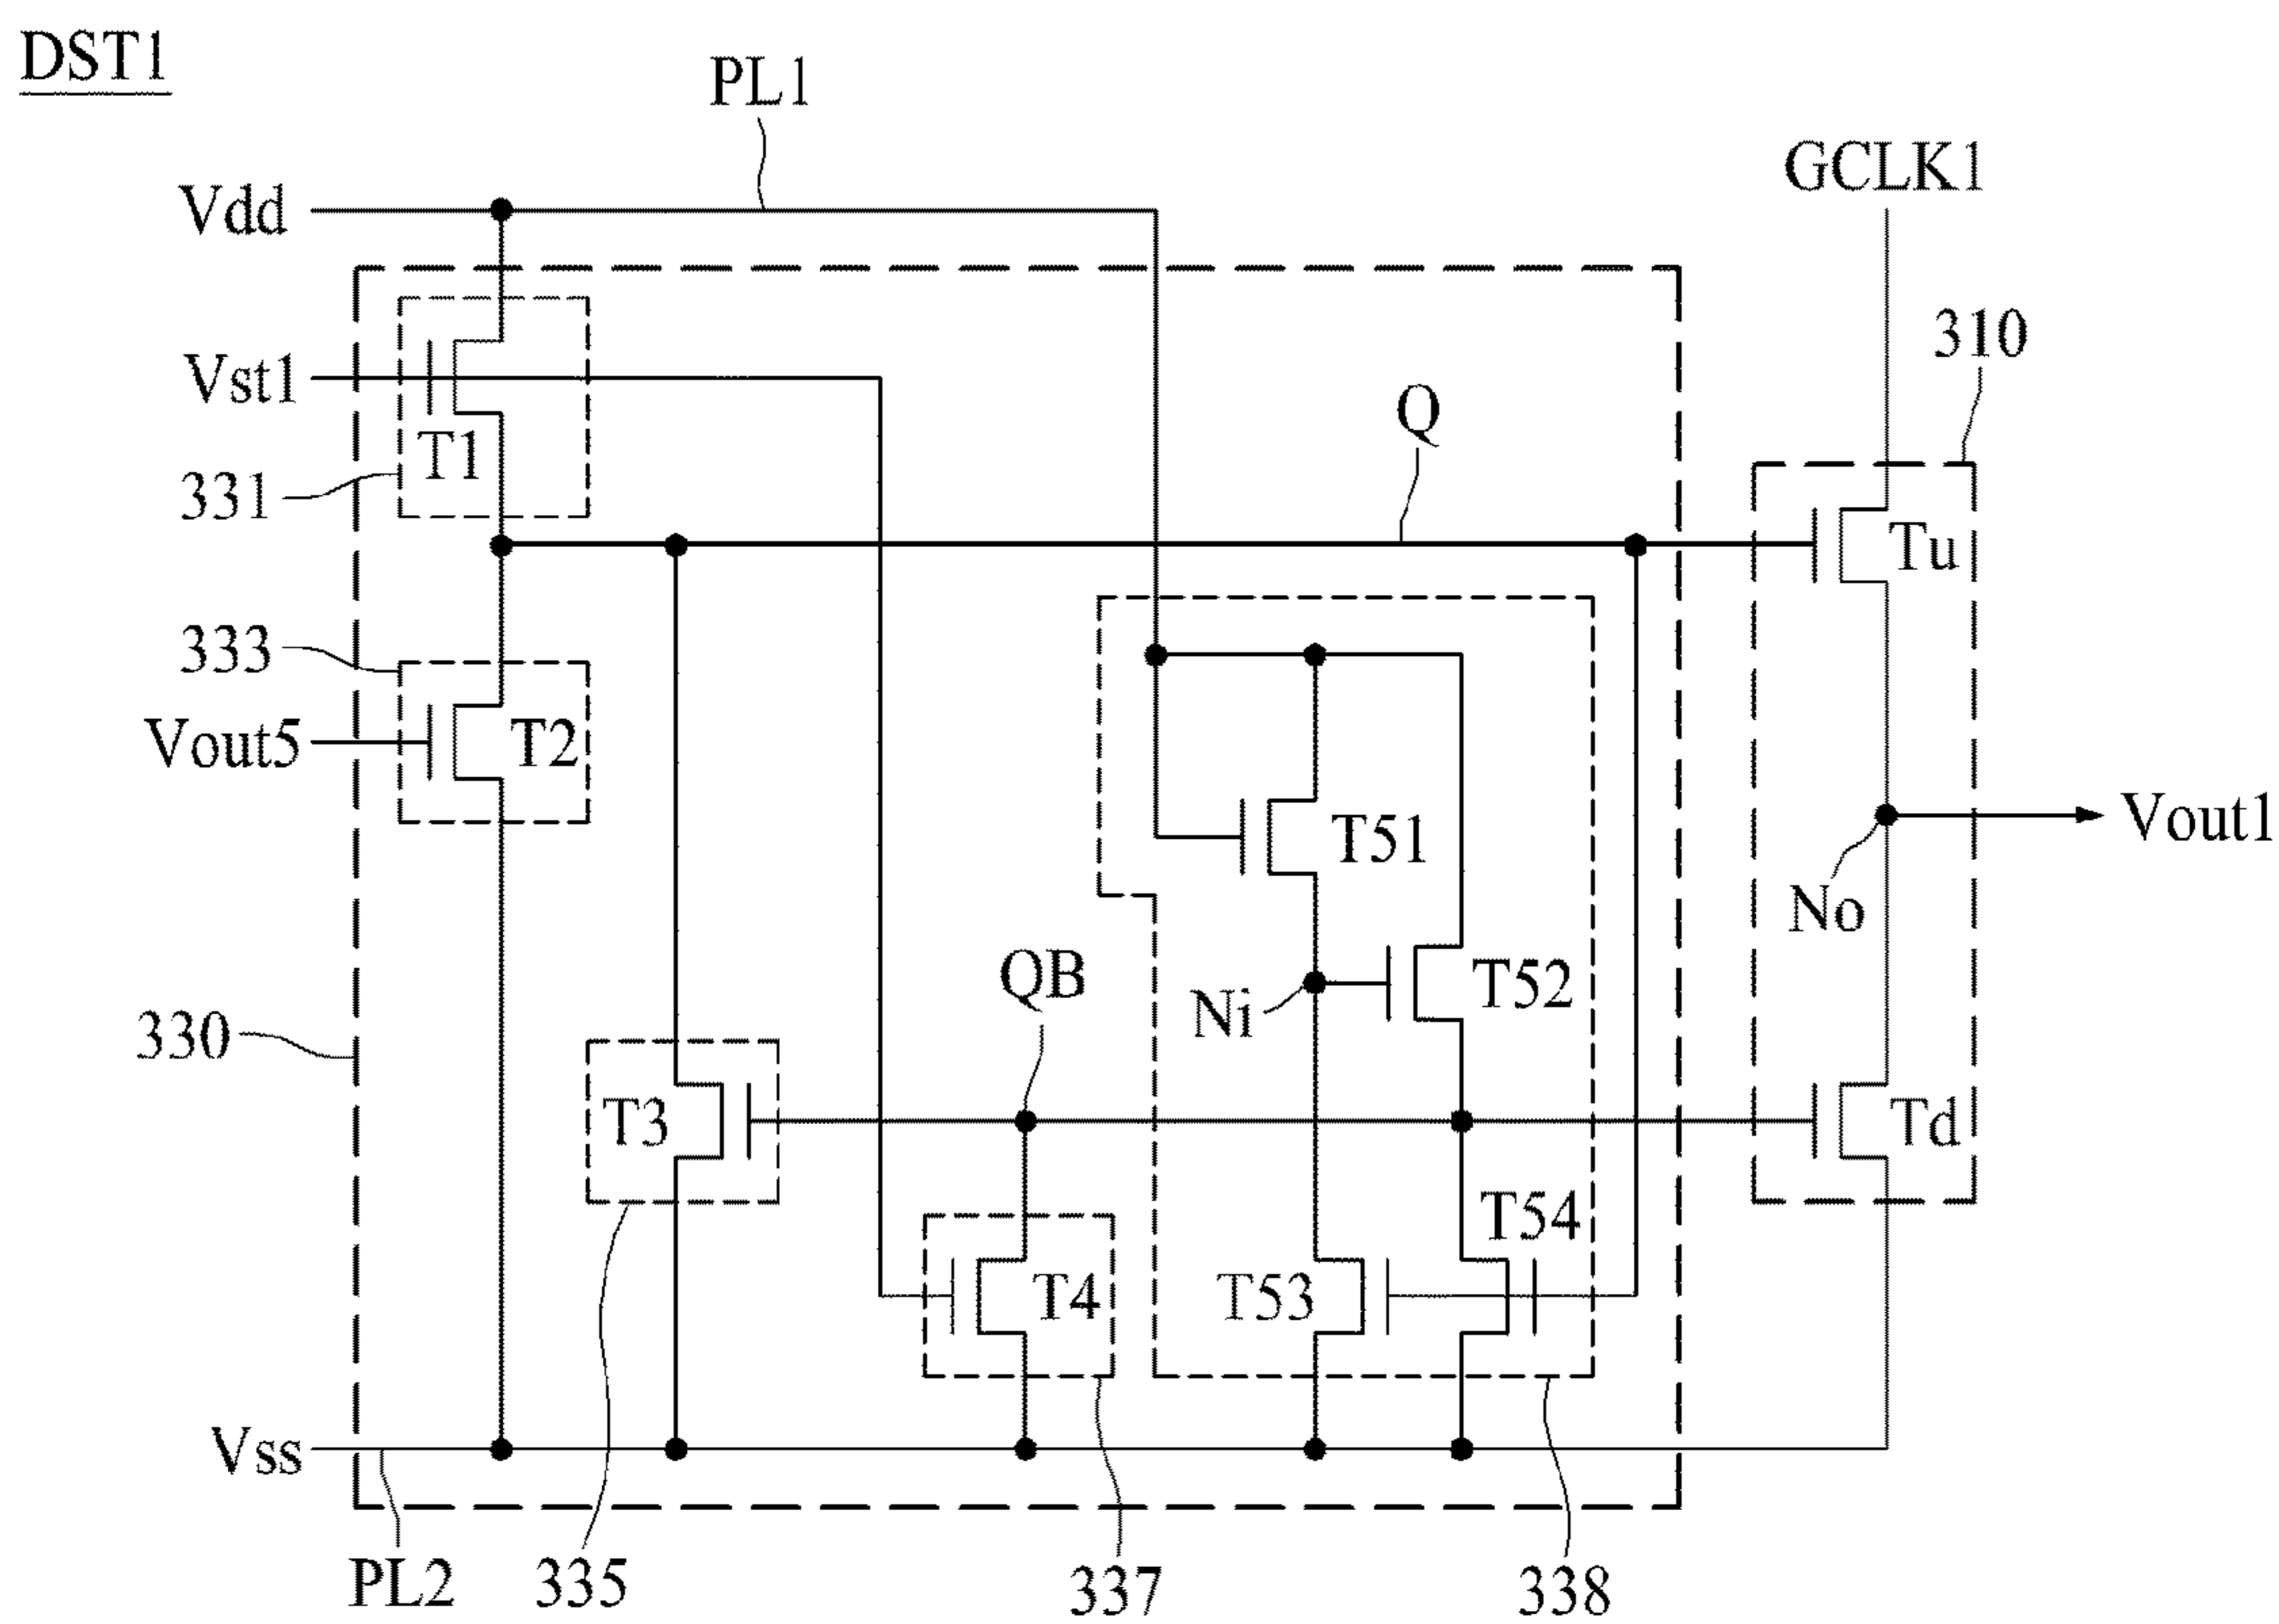 DST1
PL1
GCLK1
Vdd
310
Vst1
Q
T1
331
Tu
333
Vout5
T2
T51
Vout1
No
QB
T52
Ni
330
T3
Td
T54
T53
T4
Vss
PL2
335
337
338